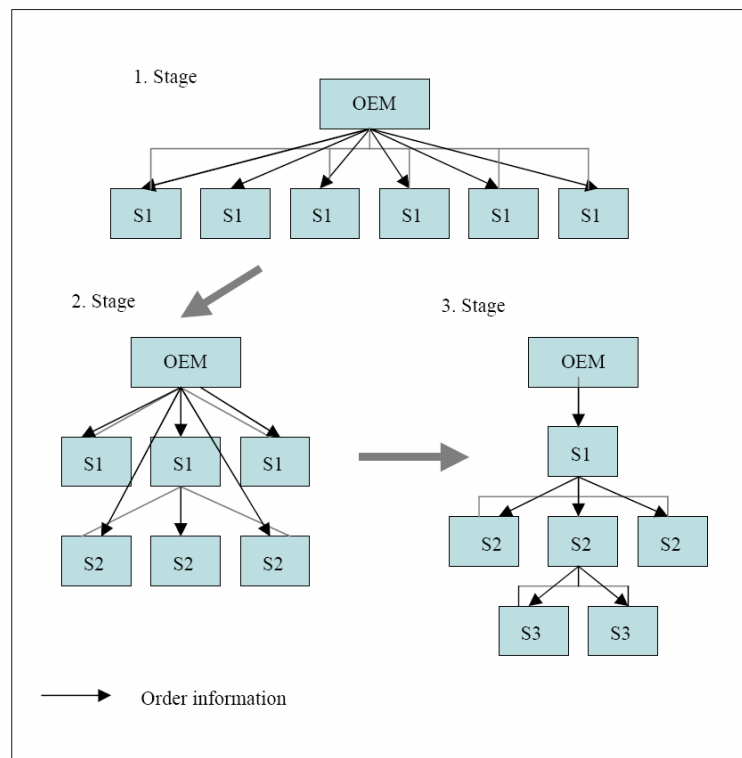 1. Stage
OEM
S1 S1 S1 S1 S1 S1
2. Stage
3. Stage
OEM
S1 S1 S1
S2 S2 S2
OEM
S1
S2 S2 S2
S3 S3
Order information